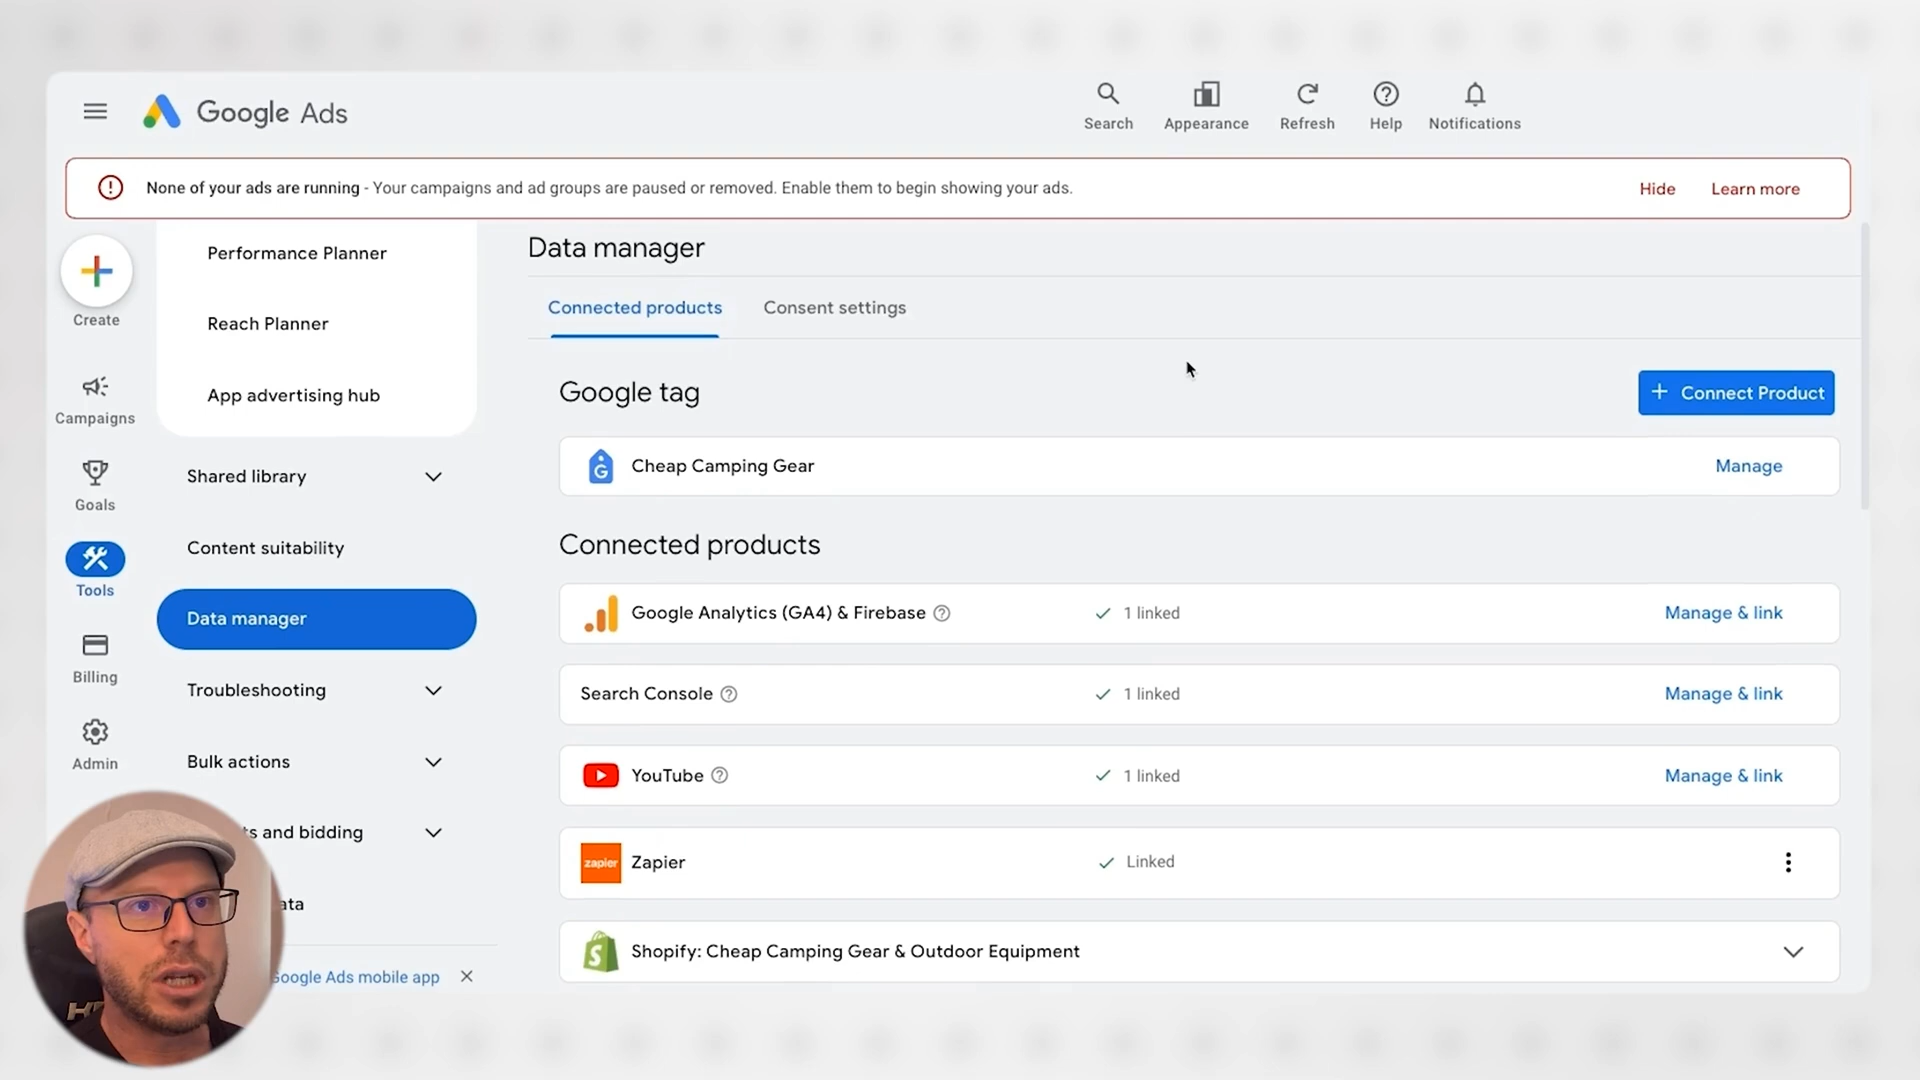 Google Ads
Search
Appearance
Refresh
Help
Notifications
None of your ads are running - Your campaigns and ad groups are paused or removed. Enable them to begin showing your ads.
Hide
Learn more
Create
Campaigns
Goals
Tools
Billing
Admin
Performance Planner
Reach Planner
App advertising hub
Shared library
Content suitability
Data manager
Troubleshooting
Bulk actions
and bidding
Google Ads mobile app
Data manager
Connected products
Consent settings
Google tag
Connect Product
Cheap Camping Gear
Manage
Connected products
Google Analytics (GA4) & Firebase
1 linked
Manage & link
Search Console
1 linked
Manage & link
YouTube
1 linked
Manage & link
zapier
Zapier
Linked
Shopify: Cheap Camping Gear & Outdoor Equipment